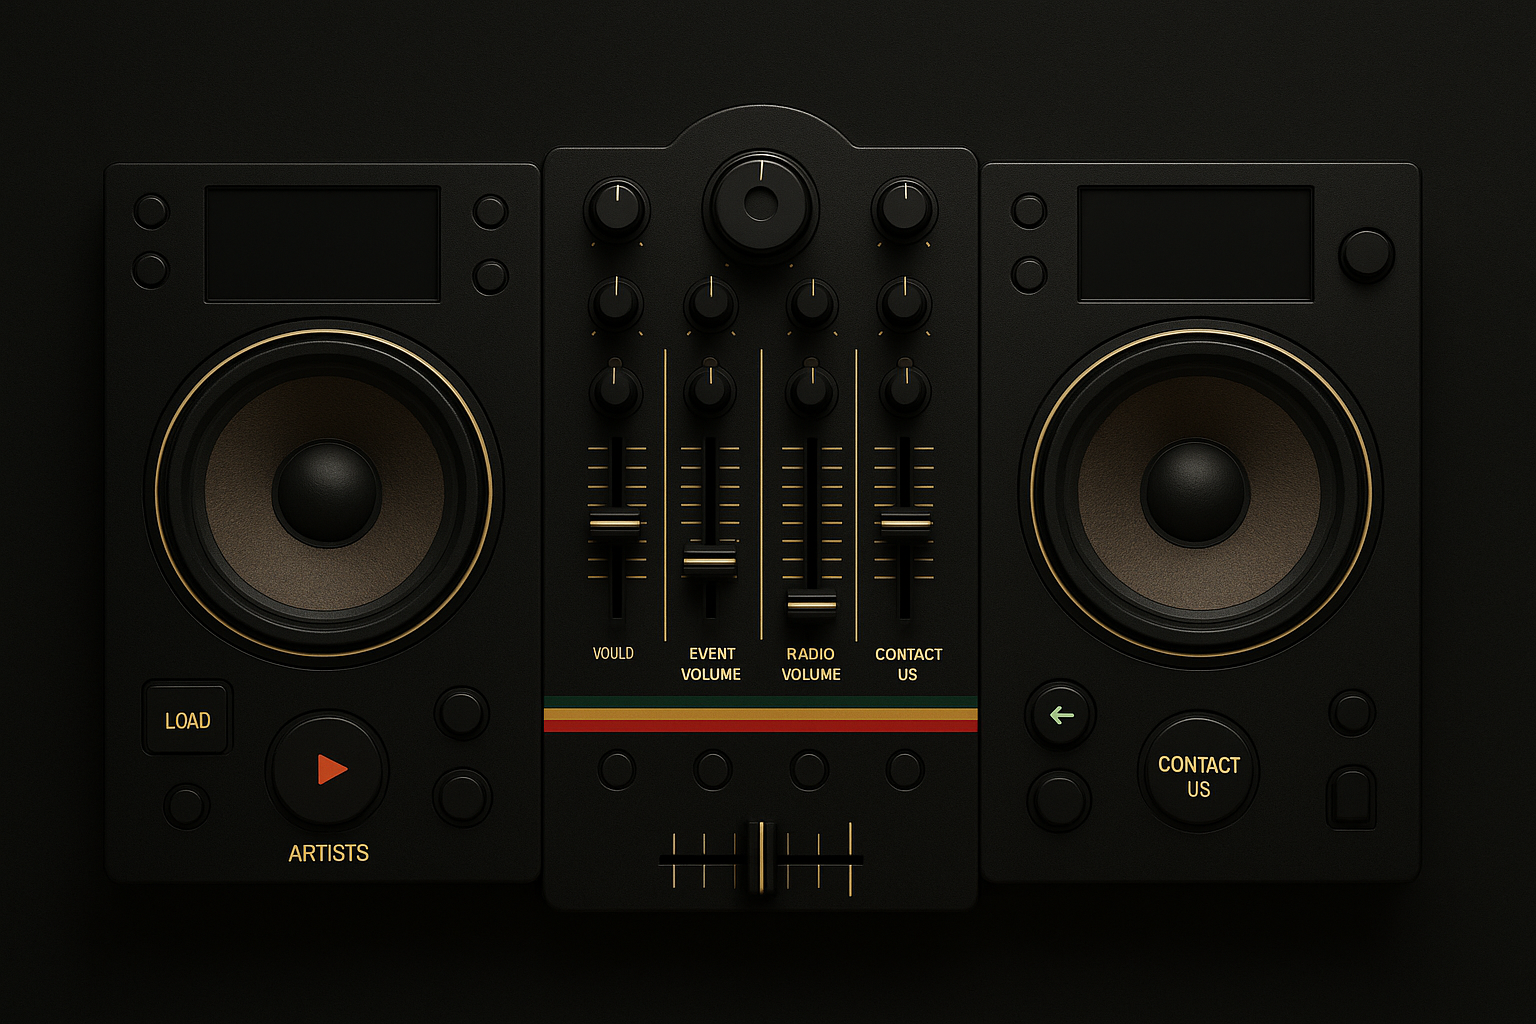 VOULD
EVENT
VOLUME
RADIO
VOLUME
CONTACT
US
LOAD
ARTISTS
CONTACT
US